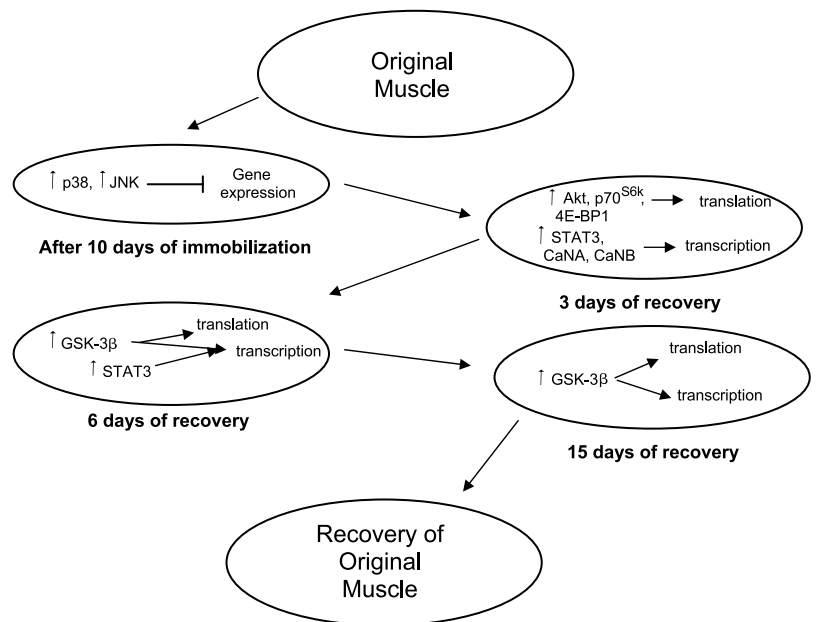 Original
Muscle
↑ p38, ↑ JNK
Gene
expression
After 10 days of immobilization
↑ Akt, p70S6k,
4E-BP1
translation
↑ STAT3,
CaNA, CaNB
transcription
3 days of recovery
translation
↑ GSK-3β
transcription
↑ STAT3
6 days of recovery
translation
↑ GSK-3β
transcription
15 days of recovery
Recovery of
Original
Muscle